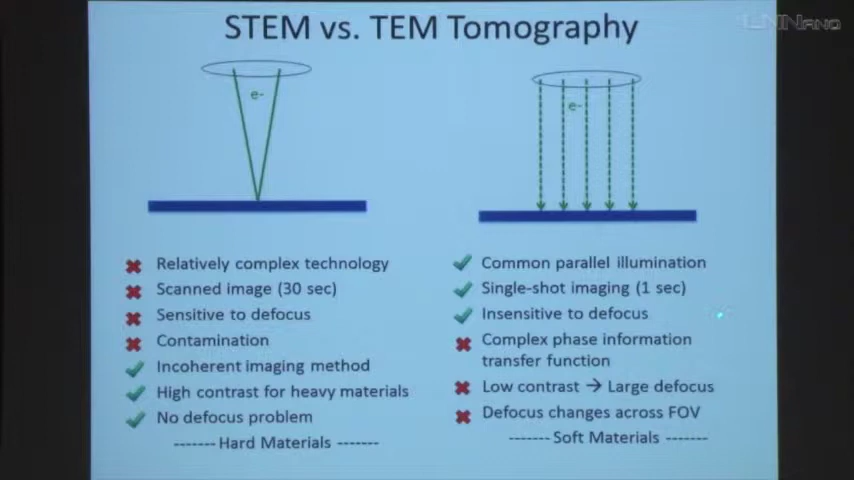 LNNano
STEM vs. TEM Tomography
e-
e-
Relatively complex technology
Scanned image (30 sec)
Sensitive to defocus
Contamination
Incoherent imaging method
High contrast for heavy materials
No defocus problem
------- Hard Materials -------
Common parallel illumination
Single-shot imaging (1 sec)
Insensitive to defocus
Complex phase information
transfer function
Low contrast → Large defocus
Defocus changes across FOV
------- Soft Materials -------